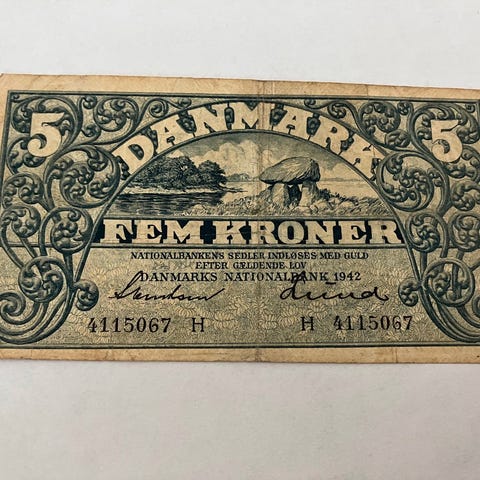 5 DANMARK 5
FEM KRONER
NATIONALBANKENS SEDLER INDLØSES MED GULD
EFTER GÆLDENDE LOV
DANMARKS NATIONALBANK 1942
4115067 H H 4115067